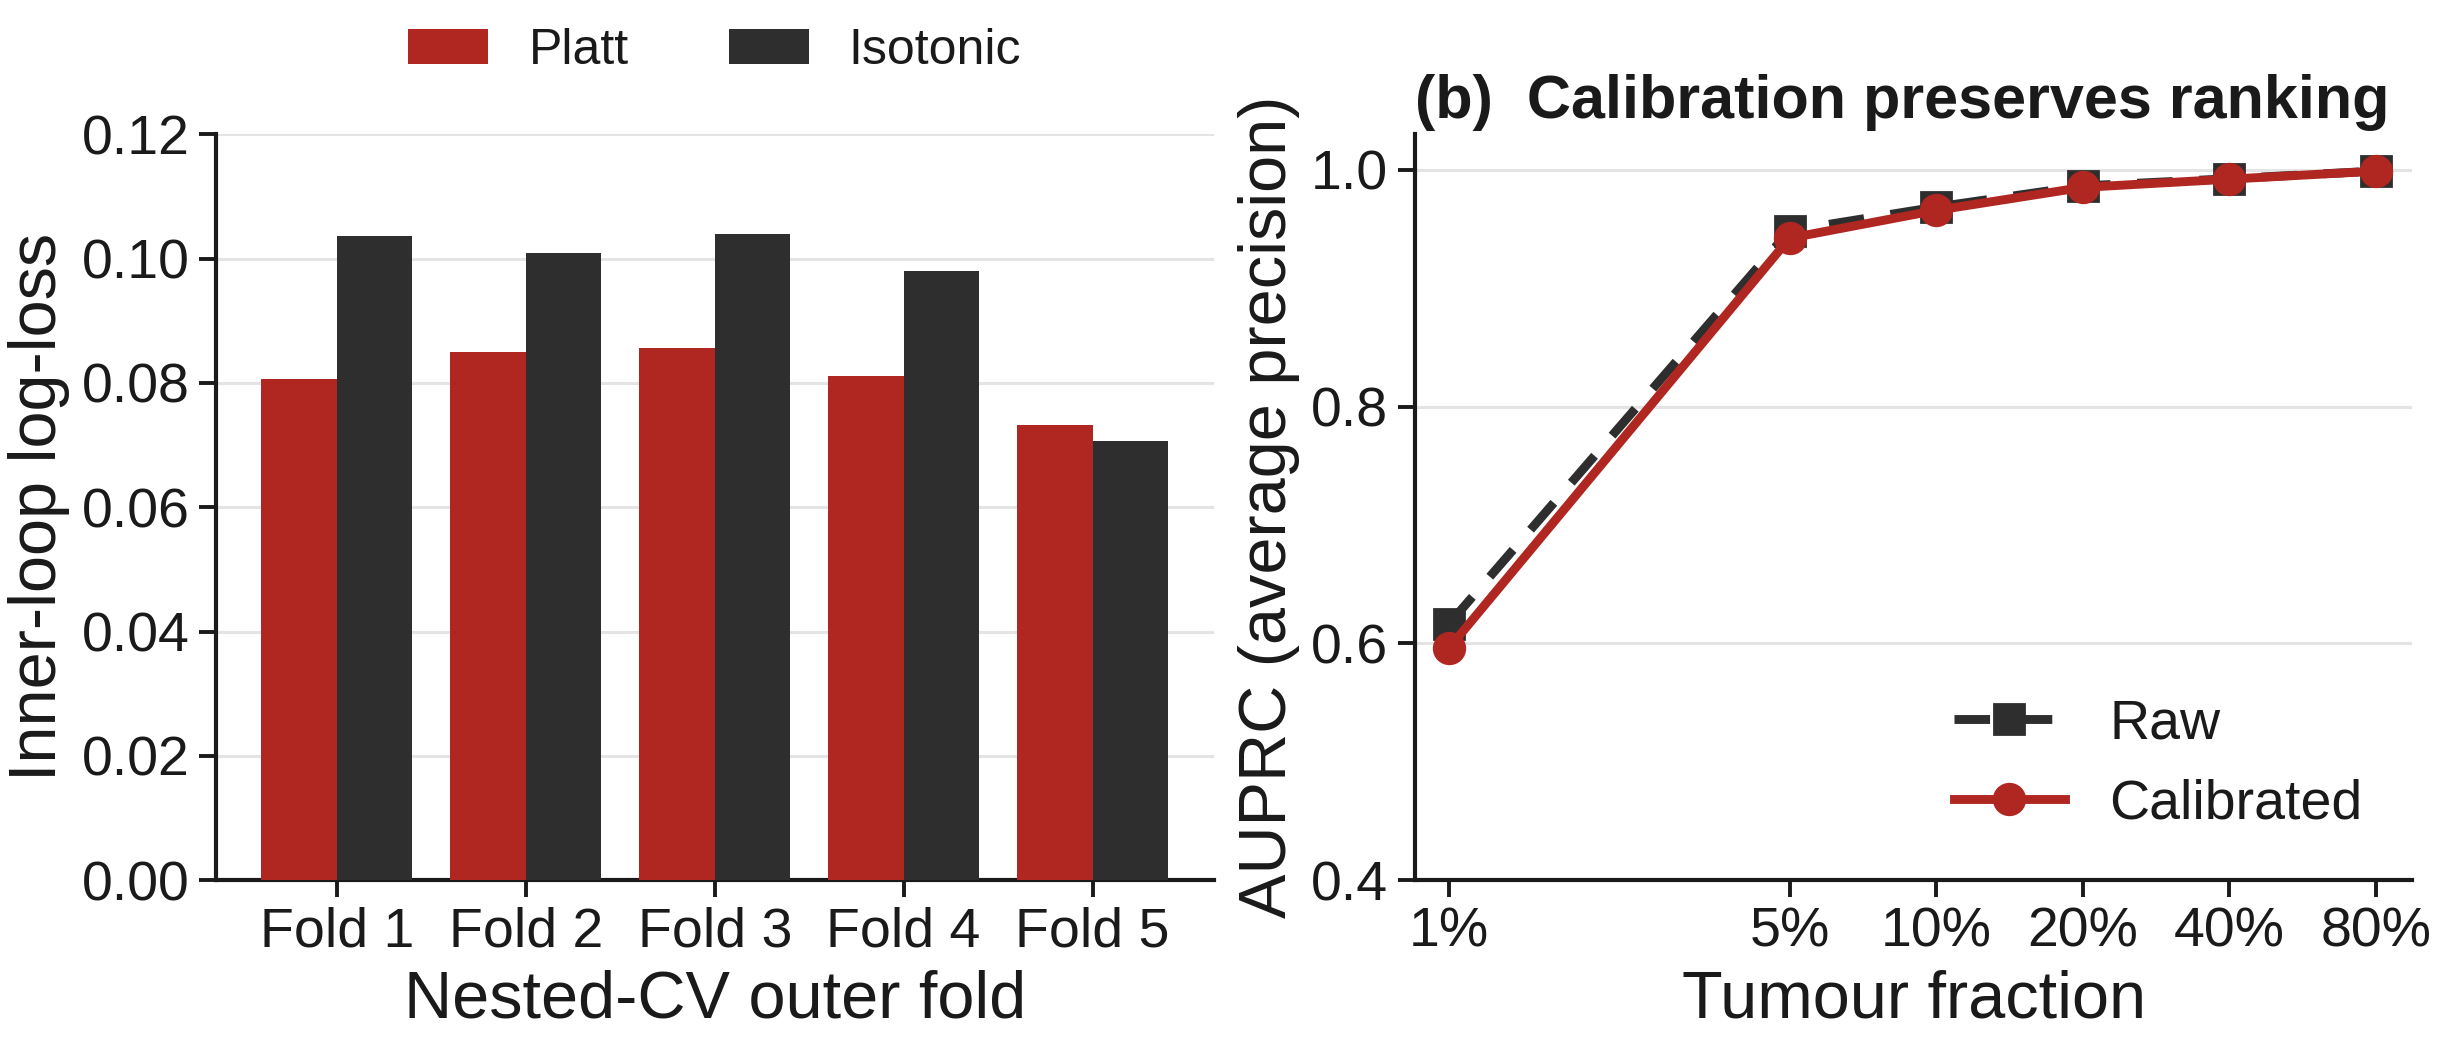 Platt
Isotonic
Inner-loop log-loss
0.12
0.10
0.08
0.06
0.04
0.02
0.00
Fold 1
Fold 2
Fold 3
Fold 4
Fold 5
Nested-CV outer fold
(b) Calibration preserves ranking
AUPRC (average precision)
1.0
0.8
0.6
0.4
Raw
Calibrated
1%
5%
10%
20%
40%
80%
Tumour fraction